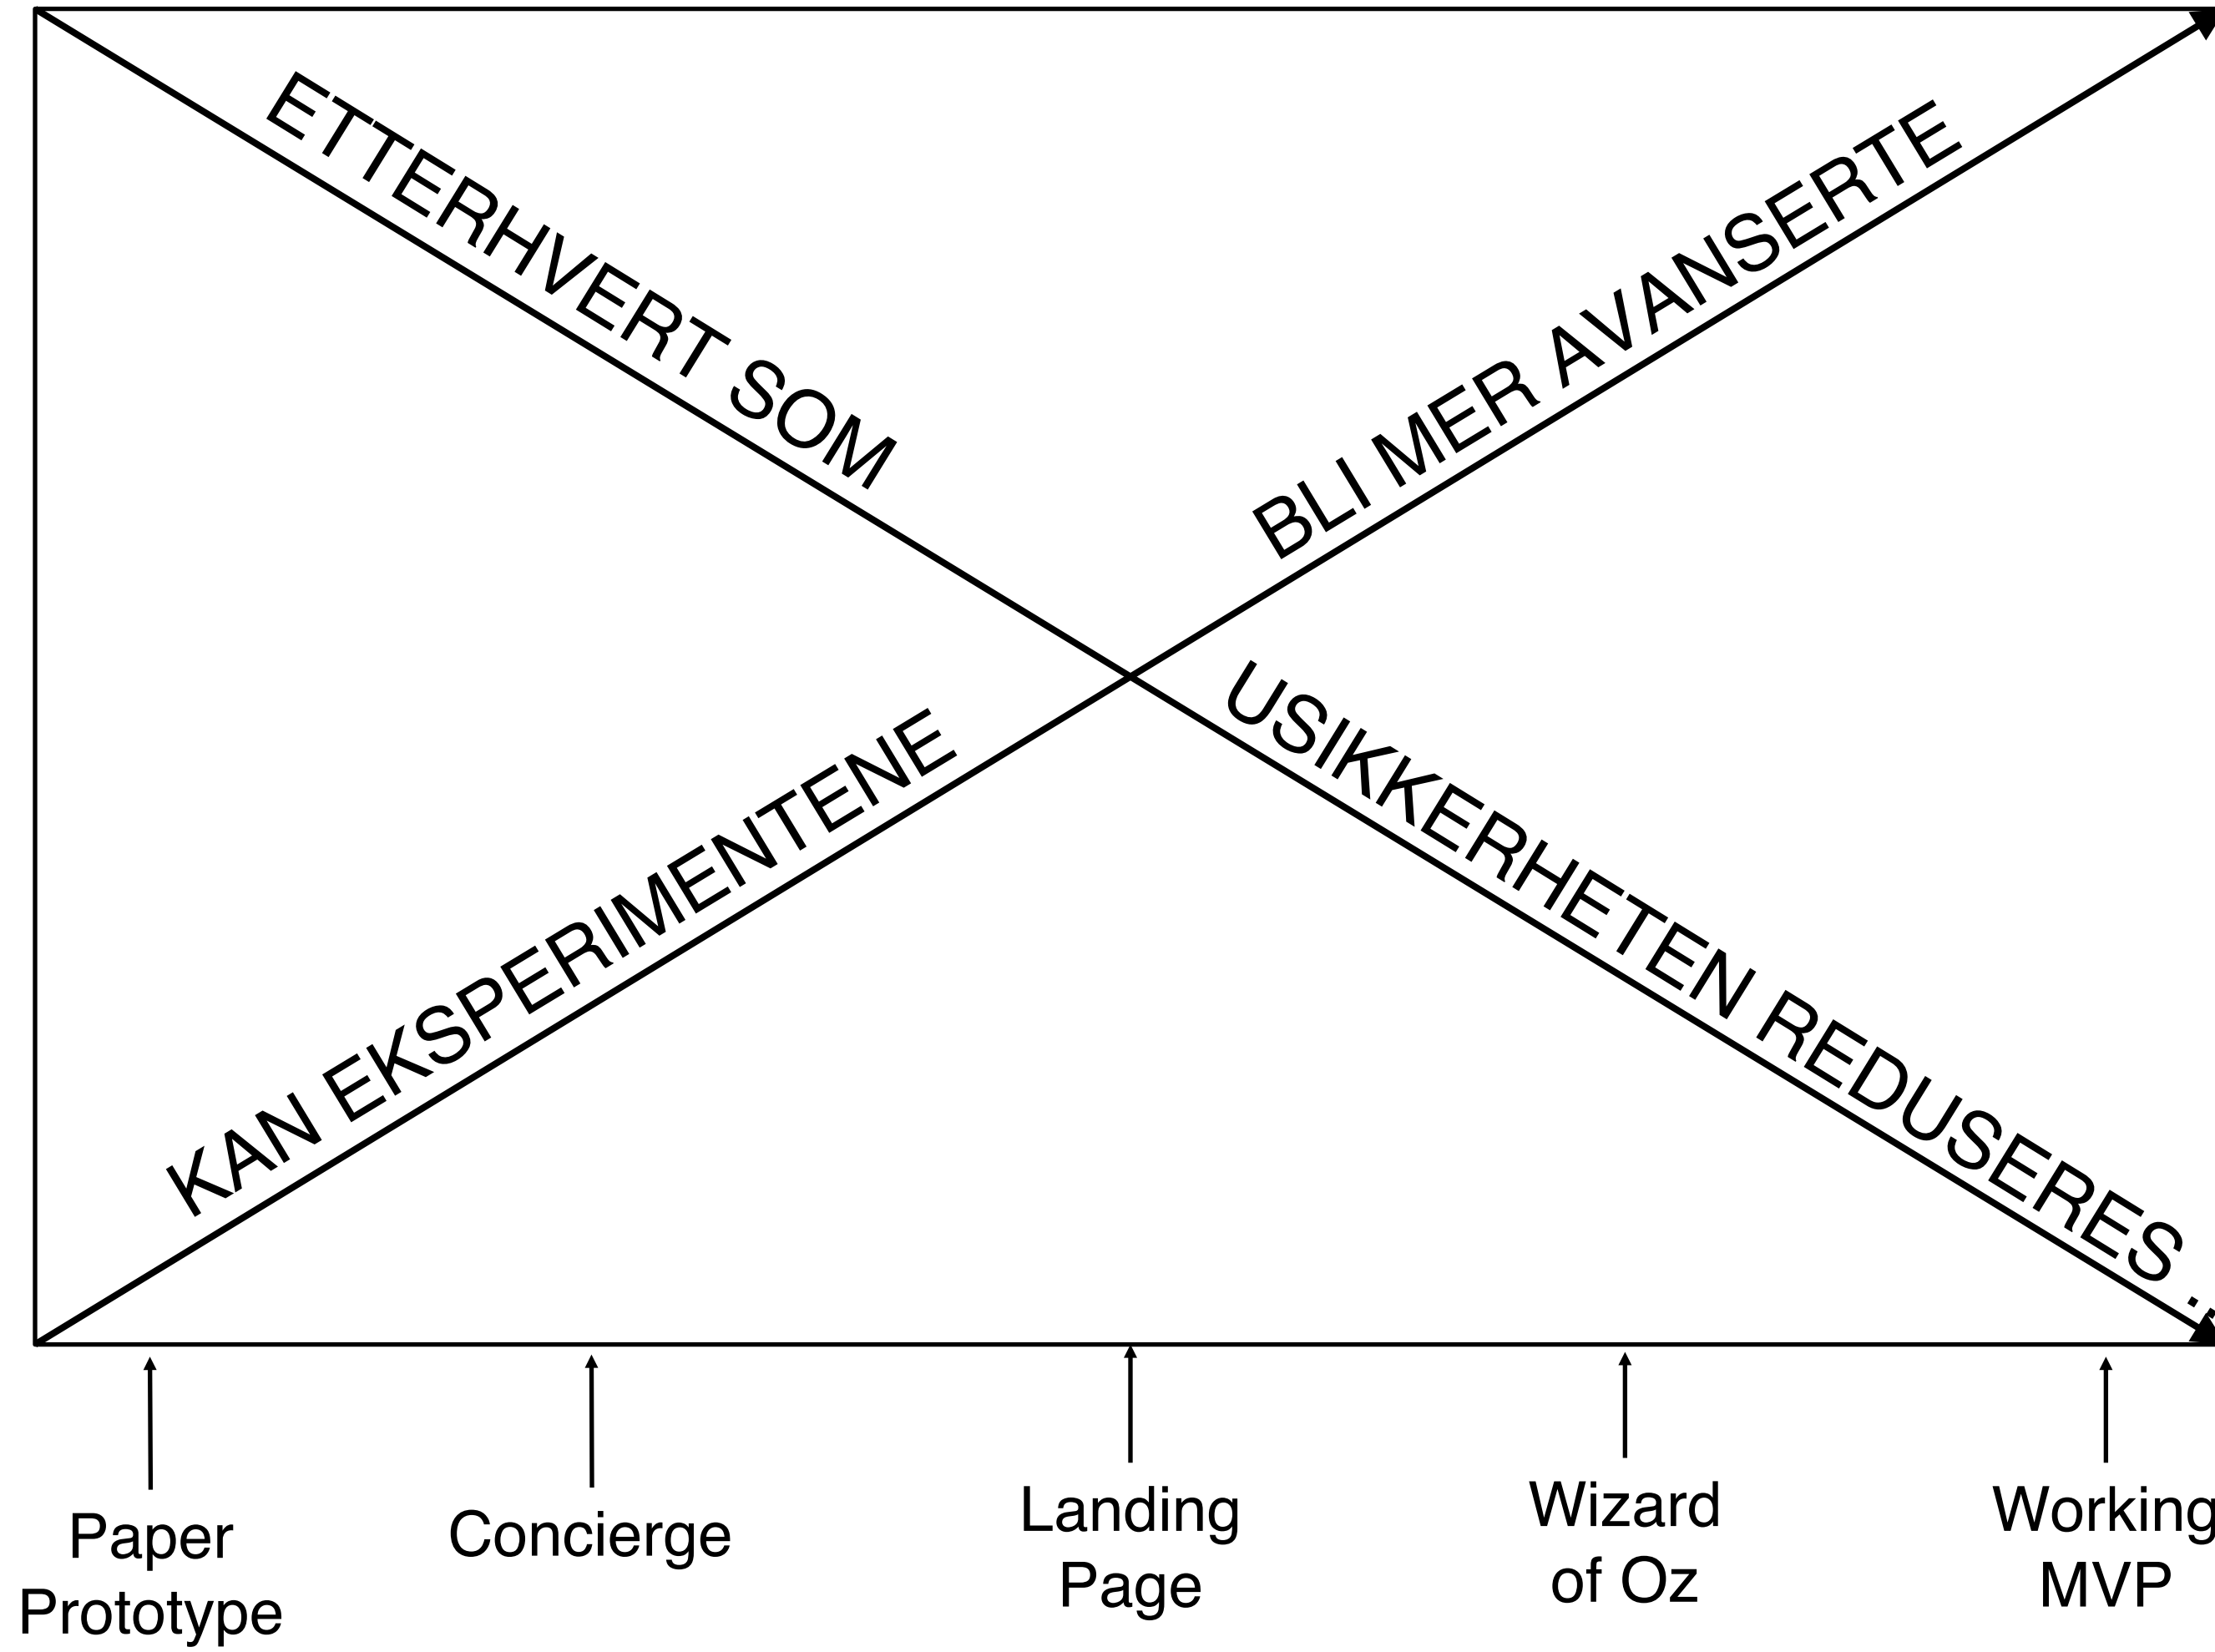 ETTERHVERT SOM
USIKKERHETEN REDUSERES ..
KAN EKSPERIMENTENE
BLI MER AVANSERTE
Paper
Prototype
Concierge
Landing
Page
Wizard
of Oz
Working
MVP